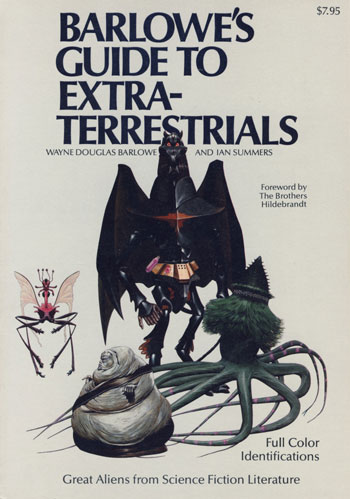 $7.95
BARLOWE'S
GUIDE TO
EXTRA-
TERRESTRIALS
WAYNE DOUGLAS BARLOWE AND IAN SUMMERS
Foreword by
The Brothers
Hildebrandt
Full Color
Identifications
Great Aliens from Science Fiction Literature